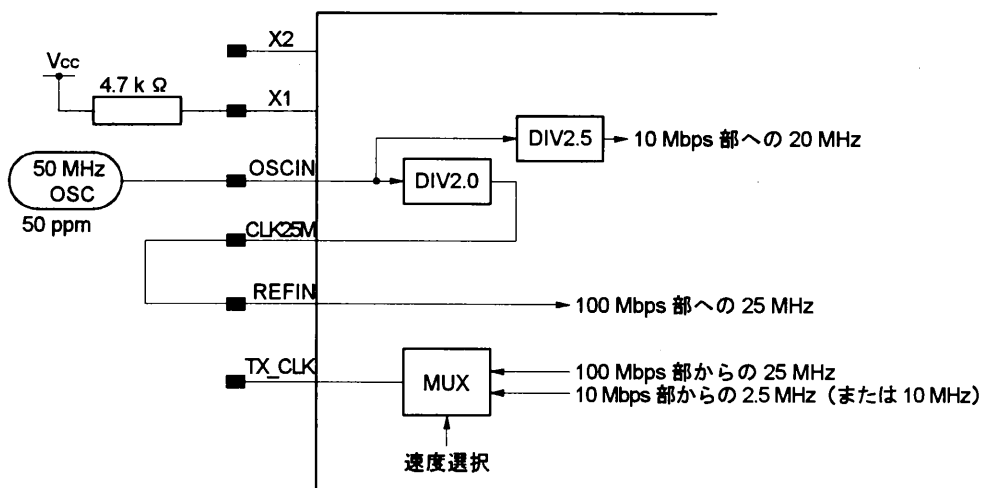 X2
Vcc
4.7 k Ω
X1
DIV2.5
10 Mbps 部への 20 MHz
50 MHz
OSC
OSCIN
DIV2.0
50 ppm
CLK25M
REFIN
100 Mbps 部への 25 MHz
TX_CLK
MUX
100 Mbps 部からの 25 MHz
10 Mbps 部からの 2.5 MHz（または 10 MHz）
速度選択